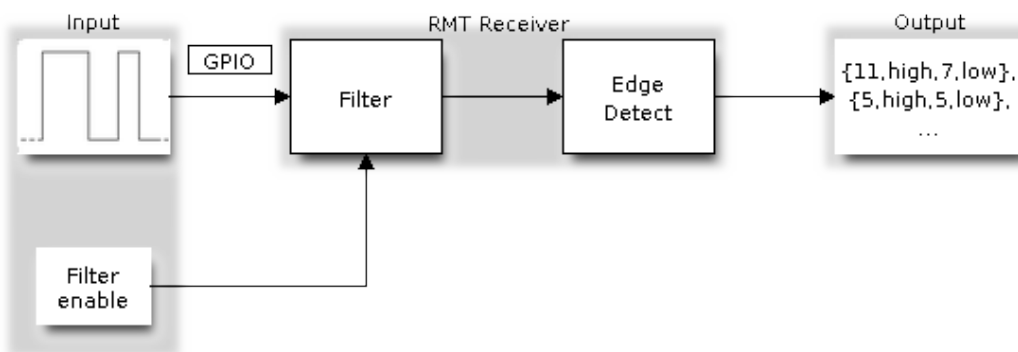 Input
RMT Receiver
Output
GPIO
Filter
Edge
Detect
{11,high,7,low},
{5,high,5,low},
...
Filter
enable